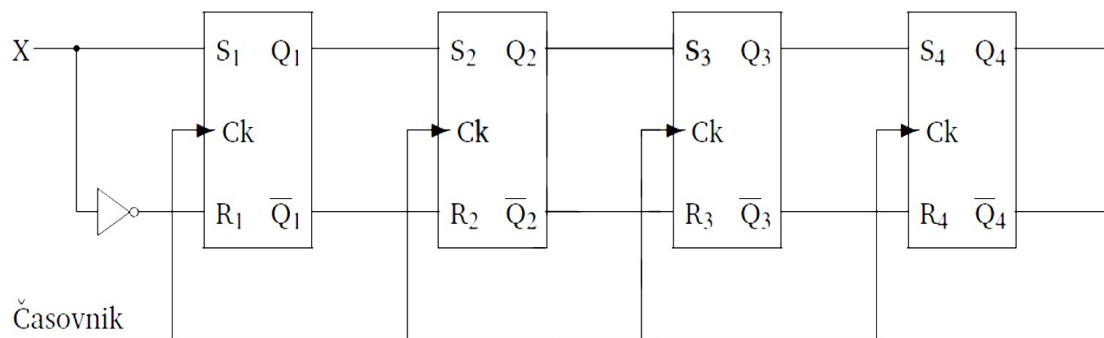 X S₁ Q₁ S₂ Q₂ S₃ Q₃ S₄ Q₄
Ck Ck Ck Ck
R₁ Q̅₁ R₂ Q̅₂ R₃ Q̅₃ R₄ Q̅₄
Časovnik